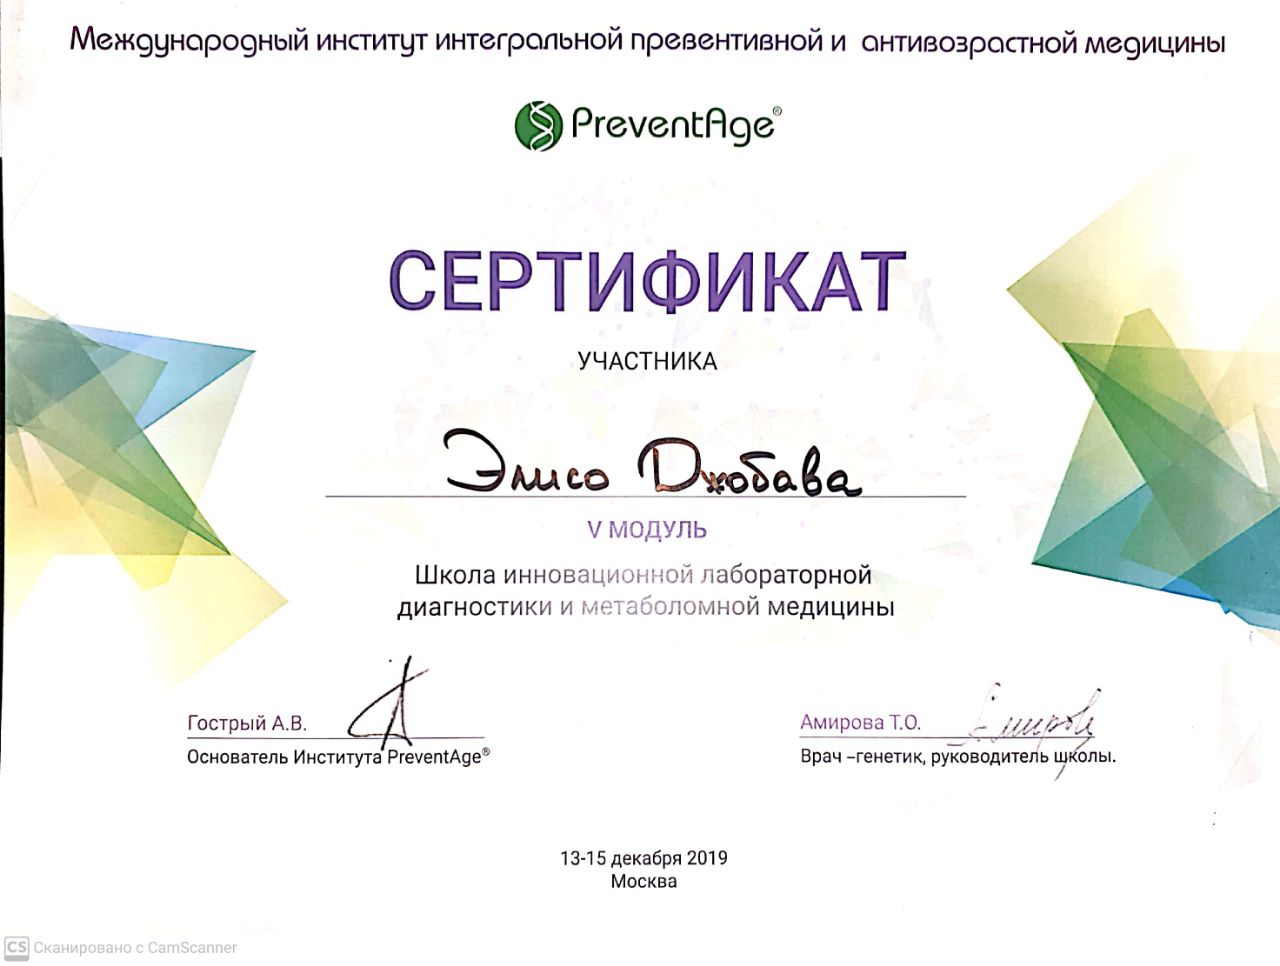 Международный институт интегральной превентивной и антивозрастной медицины
PreventAge®
СЕРТИФИКАТ
УЧАСТНИКА
Элисо Джобава
V МОДУЛЬ
Школа инновационной лабораторной
диагностики и метаболомной медицины
Гострый А.В.
Основатель Института PreventAge®
Амирова Т.О.
Врач –генетик, руководитель школы.
13-15 декабря 2019
Москва
CS Сканировано с CamScanner